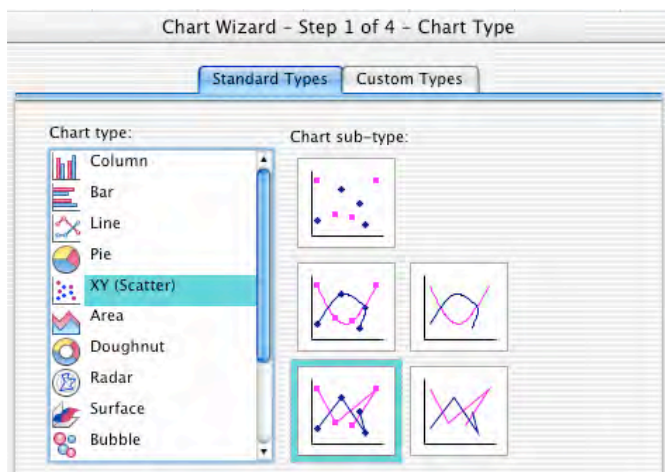 Chart Wizard – Step 1 of 4 – Chart Type
Standard Types
Custom Types
Chart type:
Chart sub-type:
Column
Bar
Line
Pie
XY (Scatter)
Area
Doughnut
Radar
Surface
Bubble